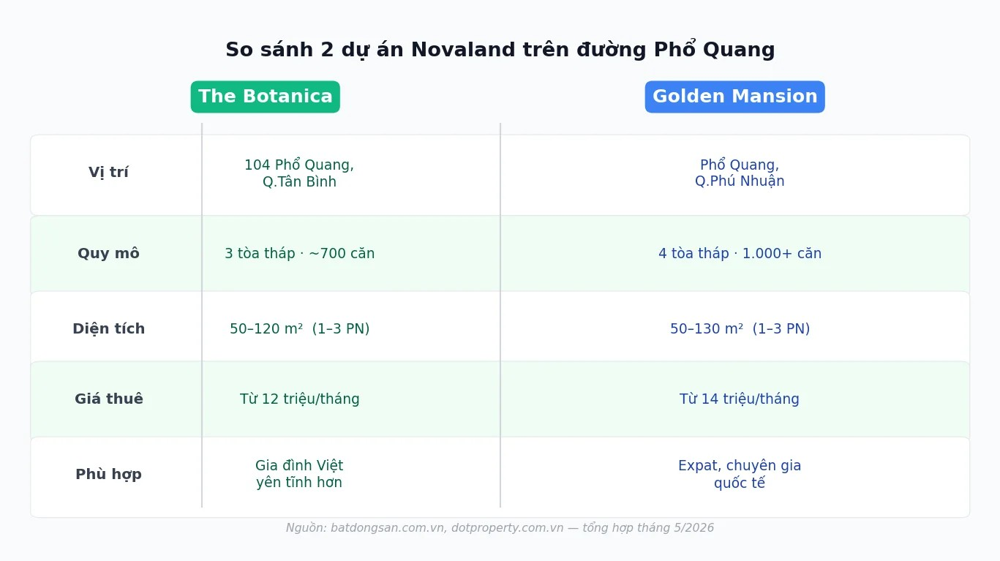 So sánh 2 dự án Novaland trên đường Phổ Quang
The Botanica
Golden Mansion
Vị trí
104 Phổ Quang,
Q.Tân Bình
Phổ Quang,
Q.Phú Nhuận
Quy mô
3 tòa tháp · ~700 căn
4 tòa tháp · 1.000+ căn
Diện tích
50–120 m² (1–3 PN)
50–130 m² (1–3 PN)
Giá thuê
Từ 12 triệu/tháng
Từ 14 triệu/tháng
Phù hợp
Gia đình Việt
yên tĩnh hơn
Expat, chuyên gia
quốc tế
Nguồn: batdongsan.com.vn, dotproperty.com.vn — tổng hợp tháng 5/2026